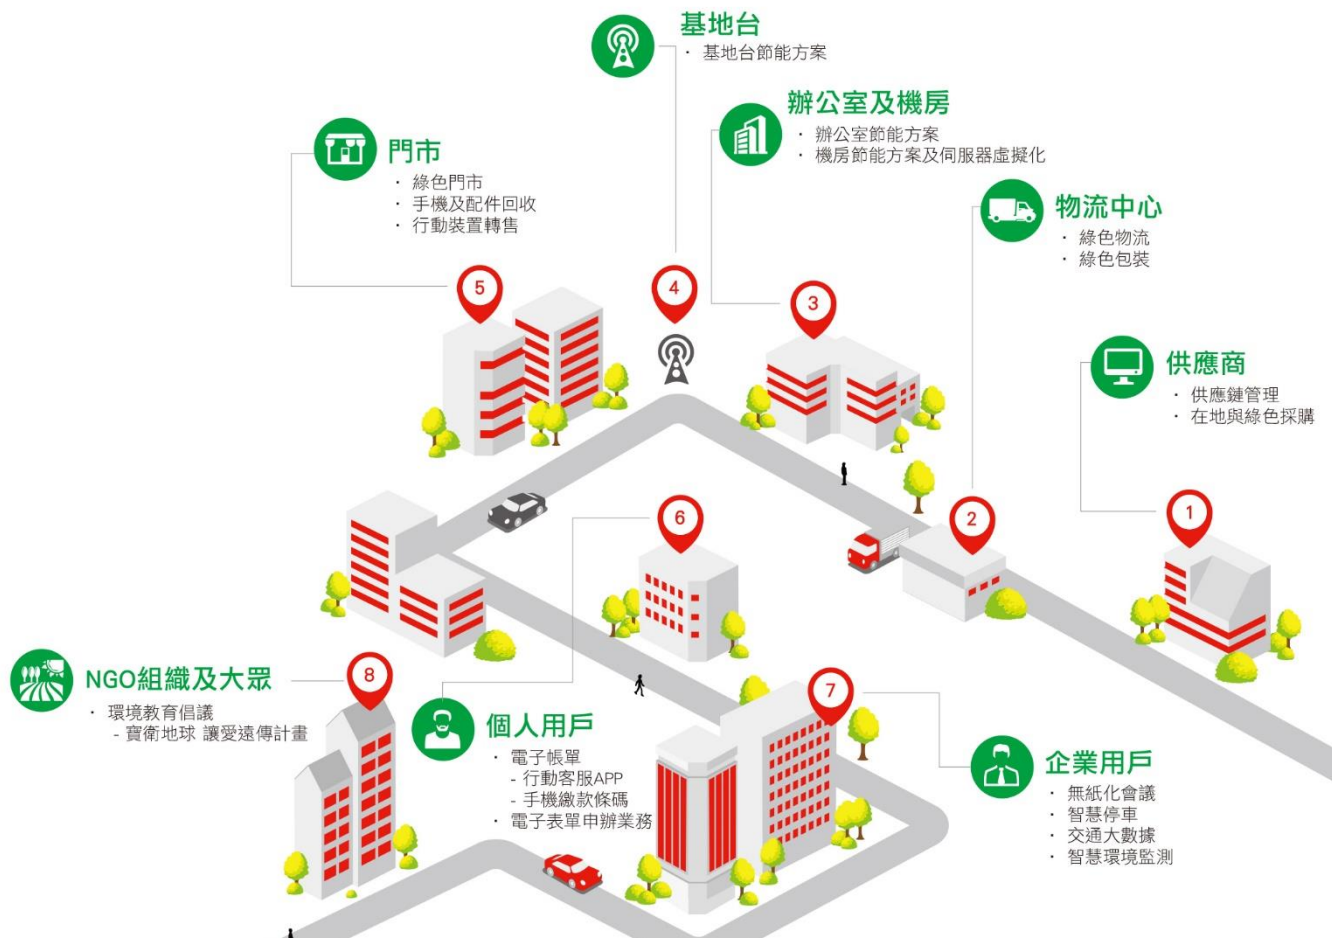 基地台
· 基地台節能方案
辦公室及機房
· 辦公室節能方案
· 機房節能方案及伺服器虛擬化
門市
· 綠色門市
· 手機及配件回收
· 行動裝置轉售
物流中心
· 綠色物流
· 綠色包裝
5
4
3
供應商
· 供應鏈管理
· 在地與綠色採購
6
2
1
NGO組織及大眾
· 環境教育倡議
- 寶衛地球 讓愛遠傳計畫
8
7
個人用戶
· 電子帳單
- 行動客服APP
- 手機繳款條碼
· 電子表單申辦業務
企業用戶
· 無紙化會議
· 智慧停車
· 交通大數據
· 智慧環境監測